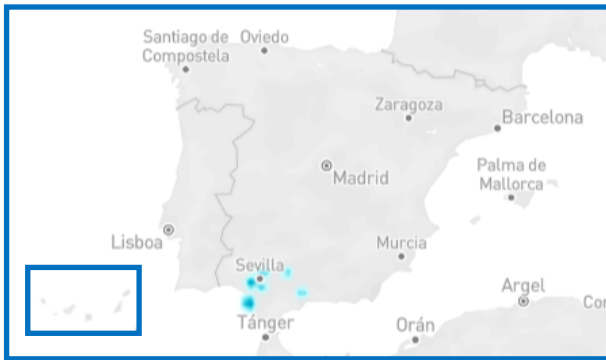 Santiago de
Compostela
Oviedo
Zaragoza
Barcelona
Madrid
Palma de
Mallorca
Lisboa
Sevilla
Murcia
Argel
Tánger
Orán